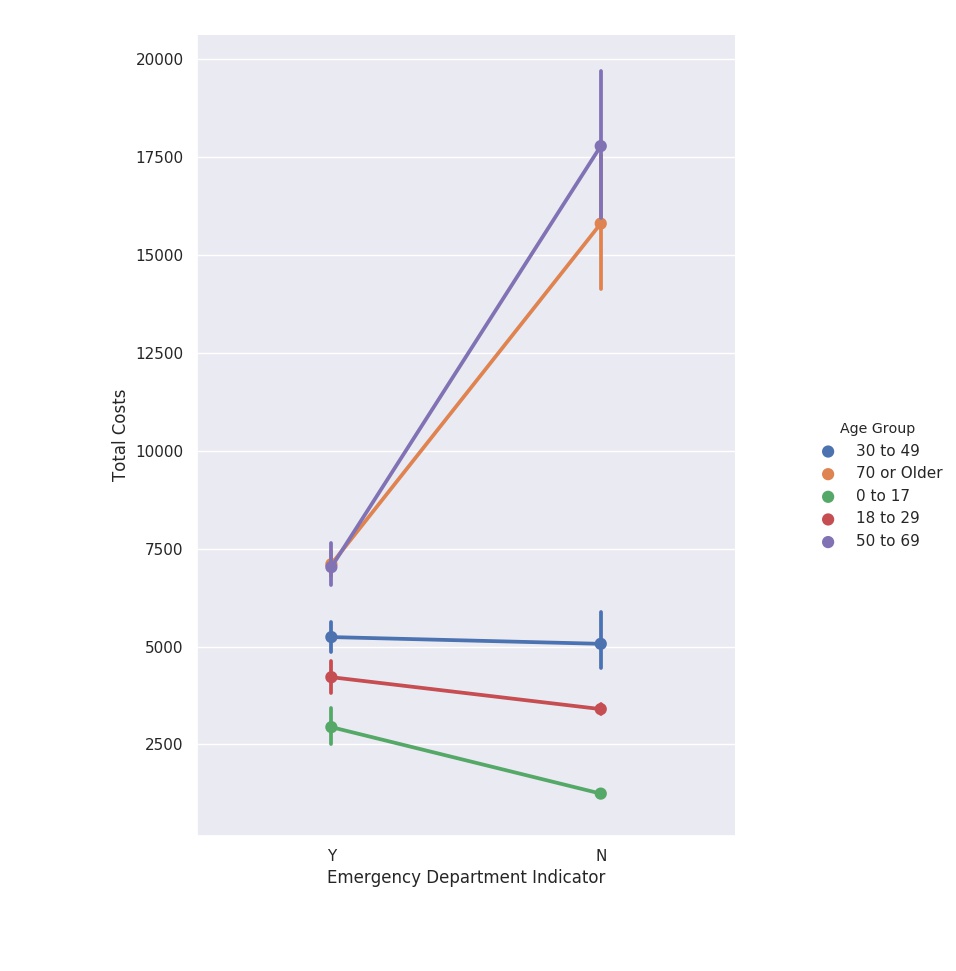 20000
17500
15000
12500
10000
7500
5000
2500
Total Costs
Y
N
Emergency Department Indicator
Age Group
30 to 49
70 or Older
0 to 17
18 to 29
50 to 69